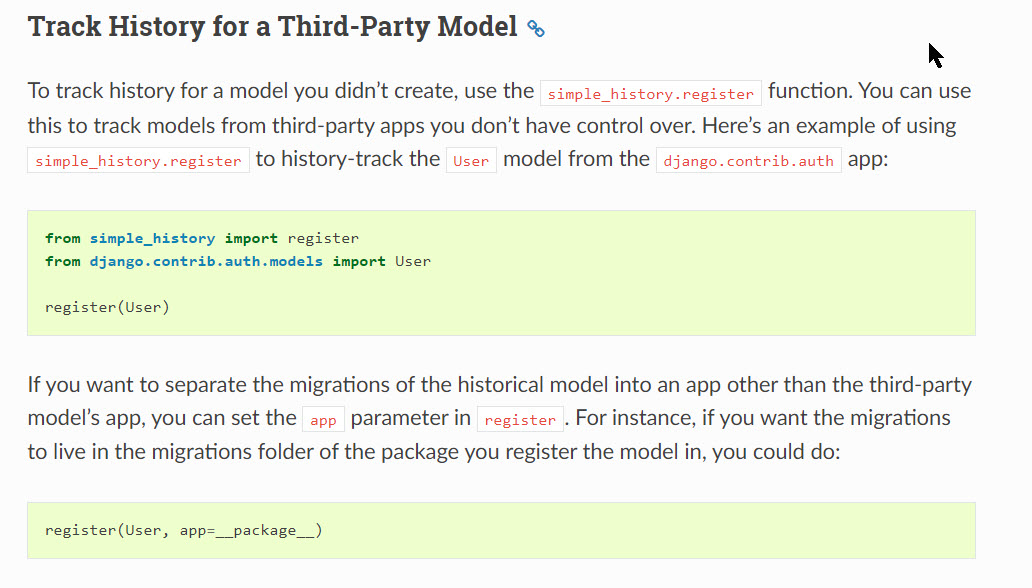 Track History for a Third-Party Model
To track history for a model you didn’t create, use the simple_history.register function. You can use
this to track models from third-party apps you don’t have control over. Here’s an example of using
simple_history.register to history-track the User model from the django.contrib.auth app:
from simple_history import register
from django.contrib.auth.models import User
register(User)
If you want to separate the migrations of the historical model into an app other than the third-party
model’s app, you can set the app parameter in register. For instance, if you want the migrations
to live in the migrations folder of the package you register the model in, you could do:
register(User, app=__package__)